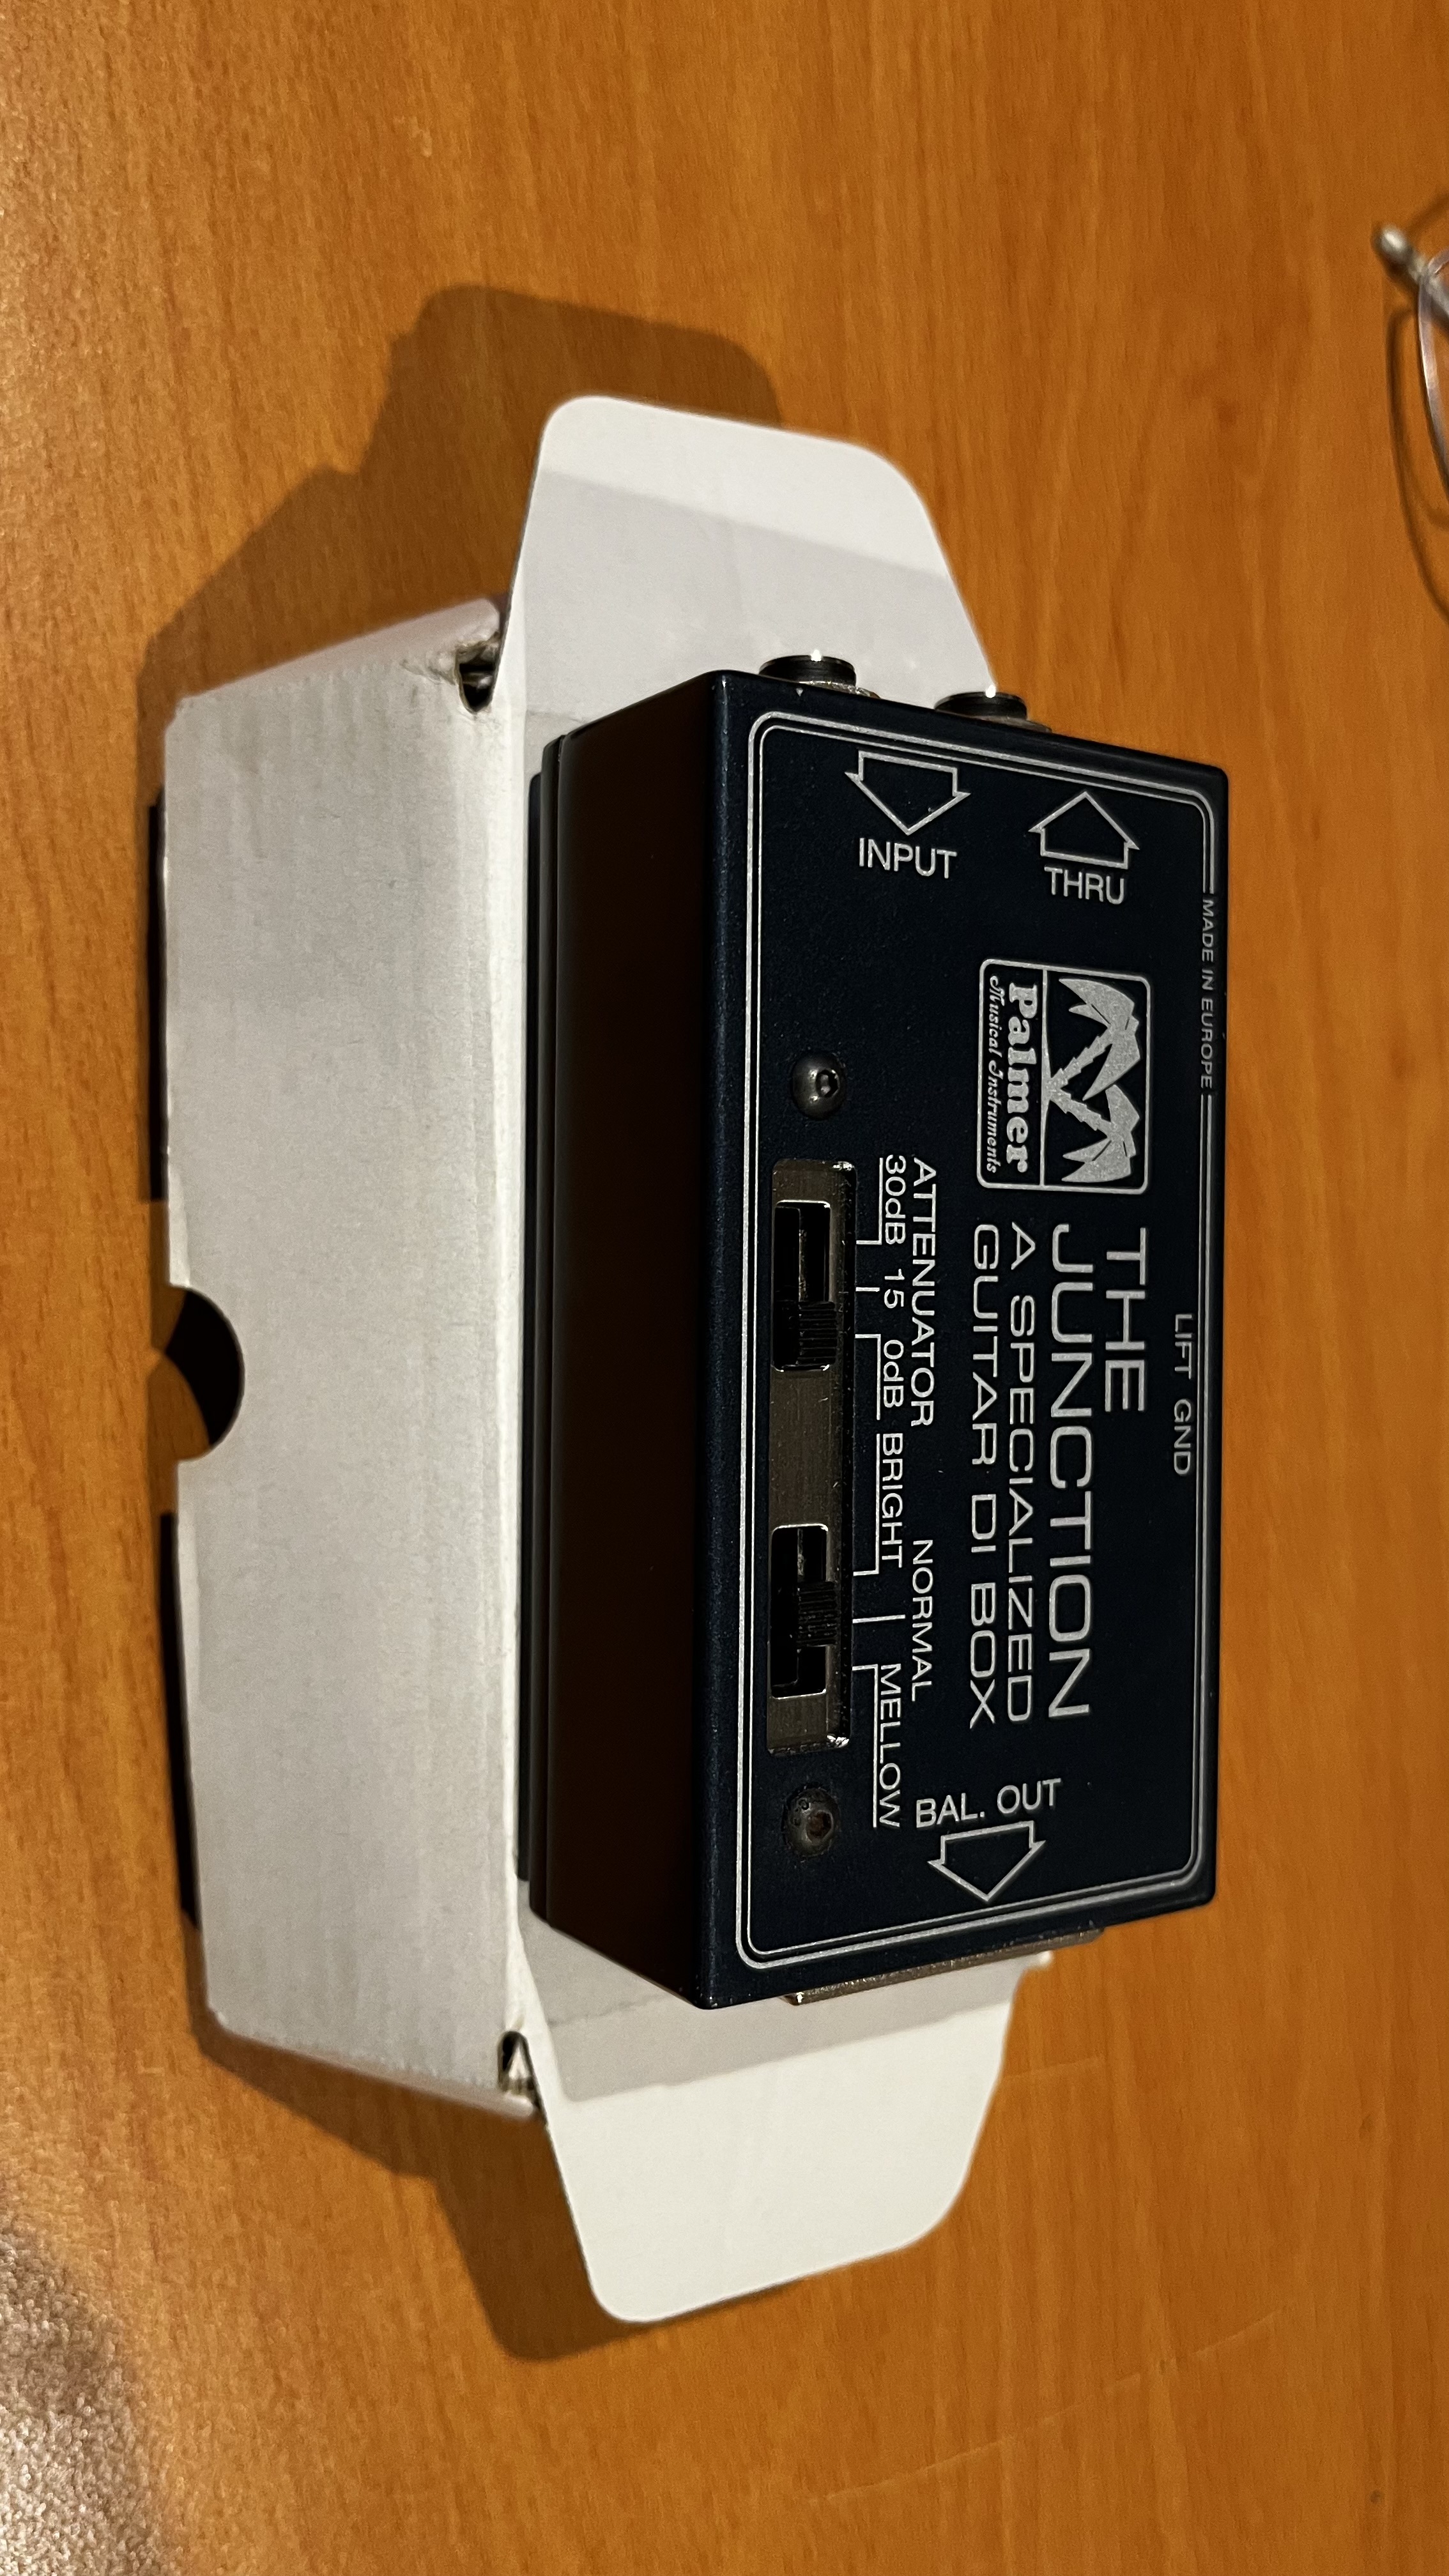 MADE IN EUROPE
LIFT GND
THRU
Palmer
Musical Instruments
THE
JUNCTION
A SPECIALIZED
GUITAR DI BOX
INPUT
BAL. OUT
ATTENUATOR
30dB 15 0dB
NORMAL
BRIGHT
MELLOW